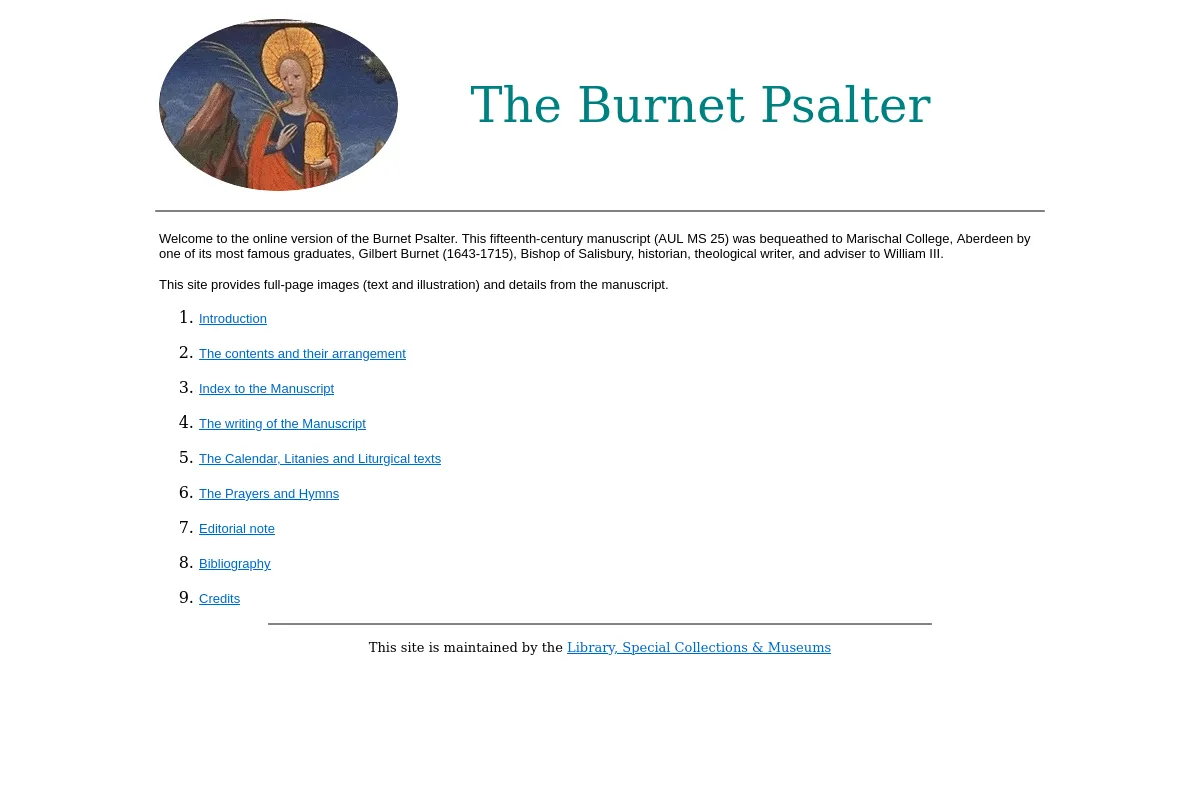 The Burnet Psalter
Welcome to the online version of the Burnet Psalter. This fifteenth-century manuscript (AUL MS 25) was bequeathed to Marischal College, Aberdeen by
one of its most famous graduates, Gilbert Burnet (1643-1715), Bishop of Salisbury, historian, theological writer, and adviser to William III.
This site provides full-page images (text and illustration) and details from the manuscript.
1. Introduction
2. The contents and their arrangement
3. Index to the Manuscript
4. The writing of the Manuscript
5. The Calendar, Litanies and Liturgical texts
6. The Prayers and Hymns
7. Editorial note
8. Bibliography
9. Credits
This site is maintained by the Library, Special Collections & Museums